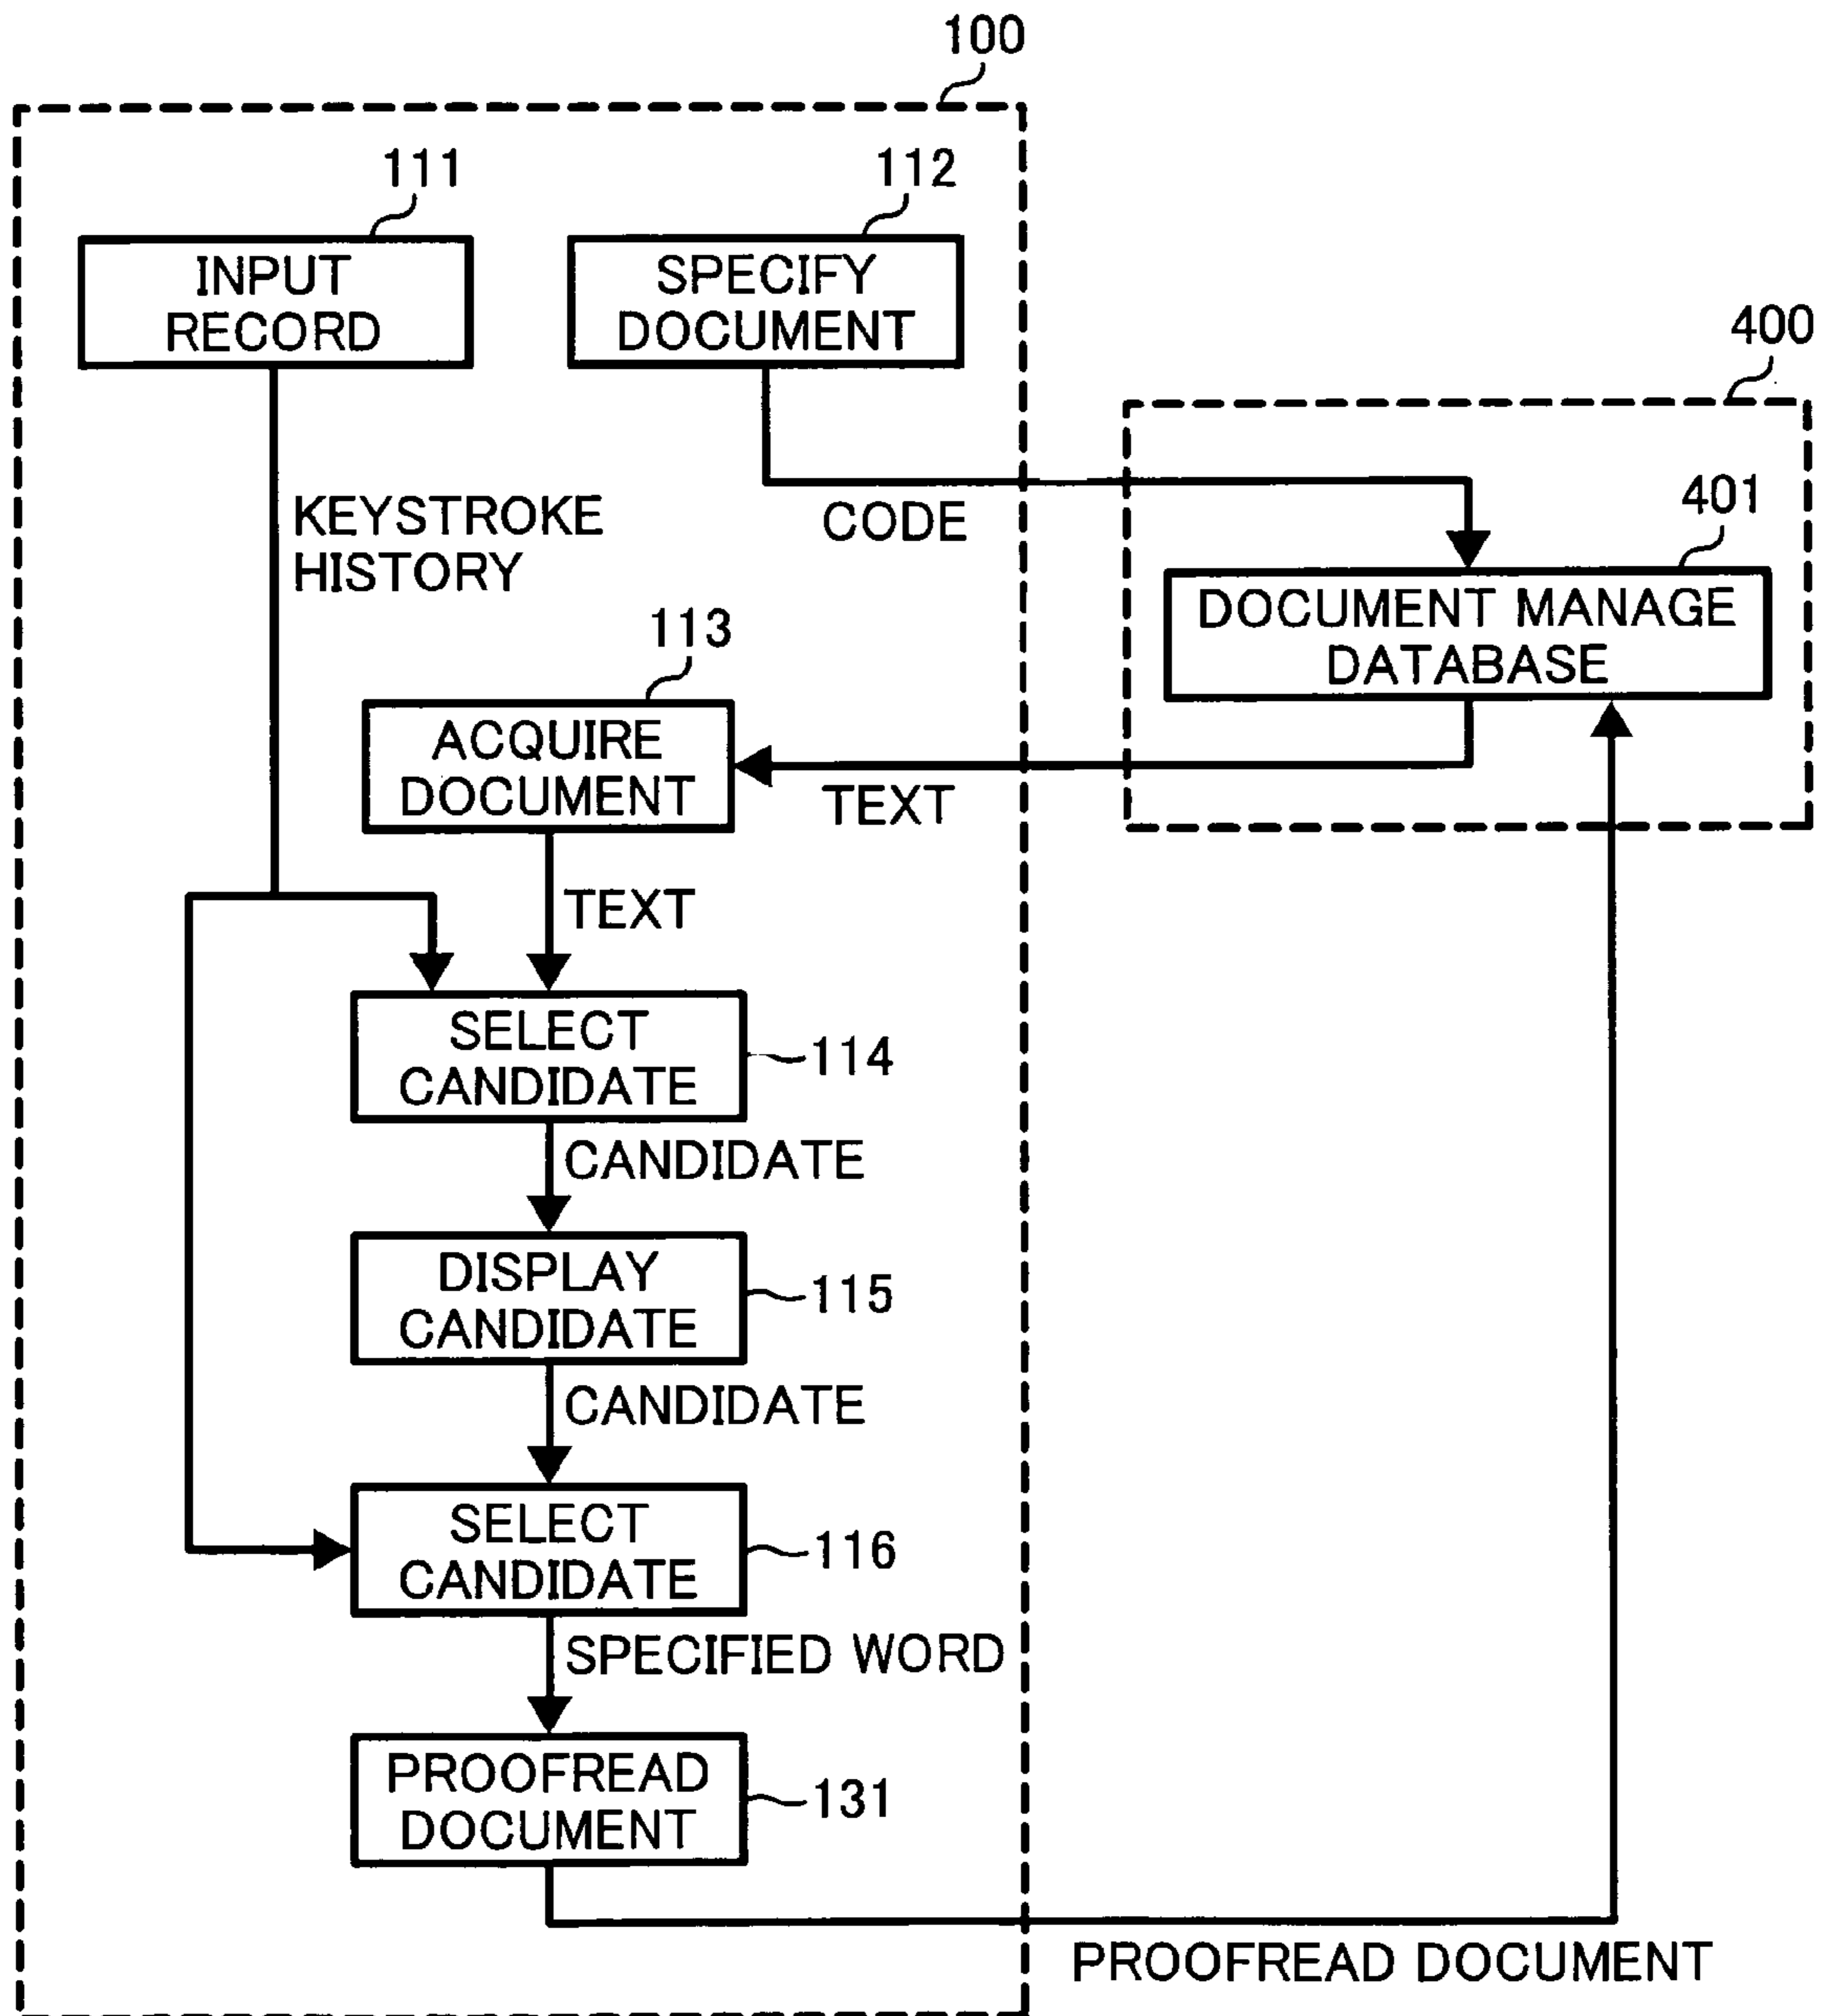 100
111
112
INPUT
RECORD
SPECIFY
DOCUMENT
400
KEYSTROKE
HISTORY
CODE
401
DOCUMENT MANAGE
DATABASE
113
ACQUIRE
DOCUMENT
TEXT
TEXT
SELECT
CANDIDATE
114
CANDIDATE
DISPLAY
CANDIDATE
115
CANDIDATE
SELECT
CANDIDATE
116
SPECIFIED WORD
PROOFREAD
DOCUMENT
131
PROOFREAD DOCUMENT